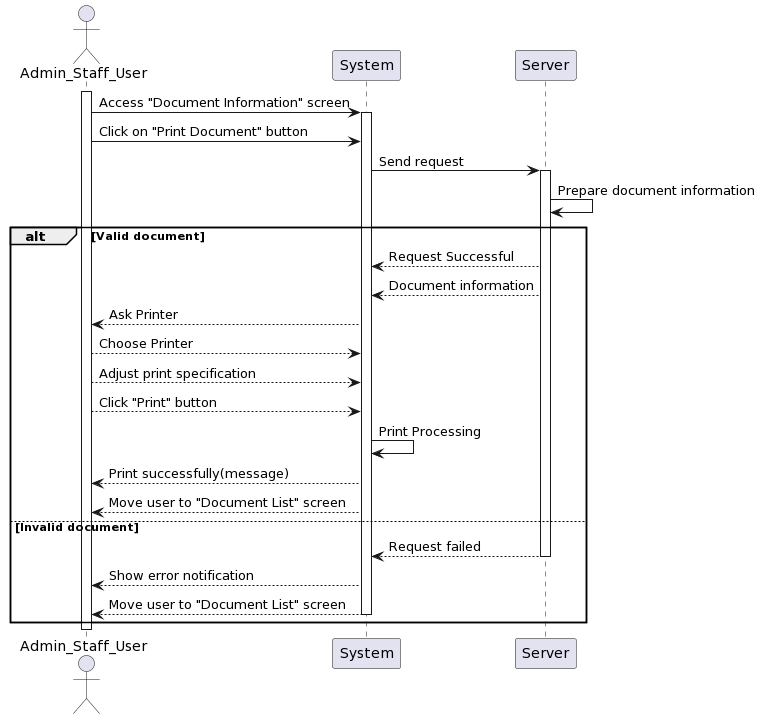 Admin_Staff_User
System
Server
Access "Document Information" screen
Click on "Print Document" button
Send request
Prepare document information
alt
[Valid document]
Request Successful
Document information
Ask Printer
Choose Printer
Adjust print specification
Click "Print" button
Print Processing
Print successfully(message)
Move user to "Document List" screen
[Invalid document]
Request failed
Show error notification
Move user to "Document List" screen
Admin_Staff_User
System
Server